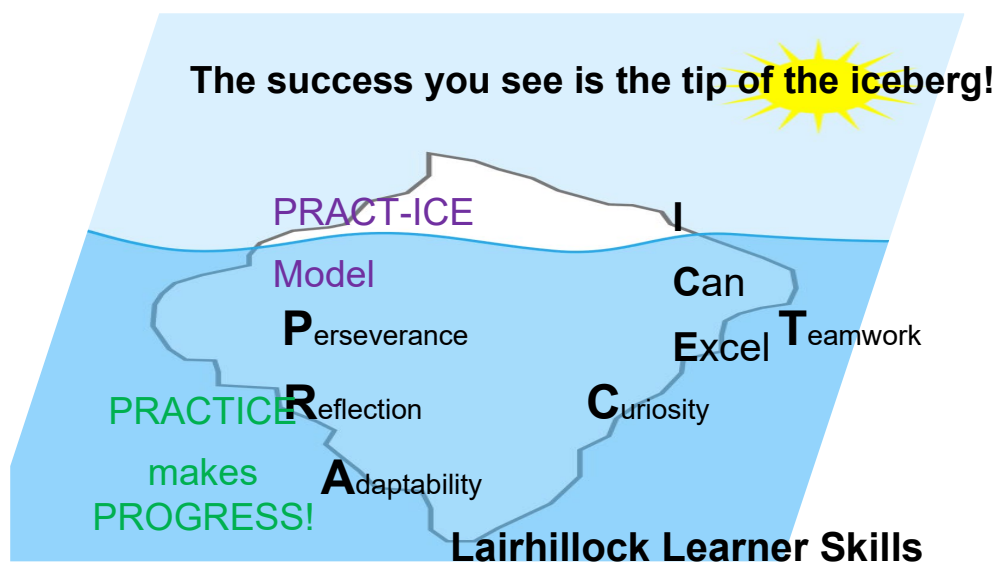 The success you see is the tip of the iceberg!
PRACT-ICE
Model
Perseverance
Reflection
Adaptability
Curiosity
Teamwork
I
Can
Excel
PRACTICE
makes
PROGRESS!
Lairhillock Learner Skills